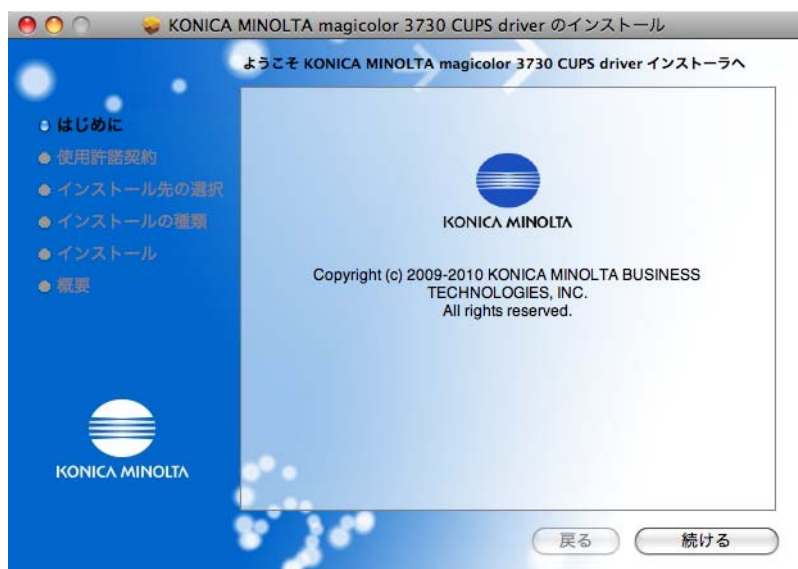 KONICA MINOLTA magicolor 3730 CUPS driver のインストール
ようこそ KONICA MINOLTA magicolor 3730 CUPS driver インストーラへ
はじめに
使用許諾契約
インストール先の選択
インストールの種類
インストール
概要
KONICA MINOLTA
KONICA MINOLTA
Copyright (c) 2009-2010 KONICA MINOLTA BUSINESS
TECHNOLOGIES, INC.
All rights reserved.
戻る
続ける